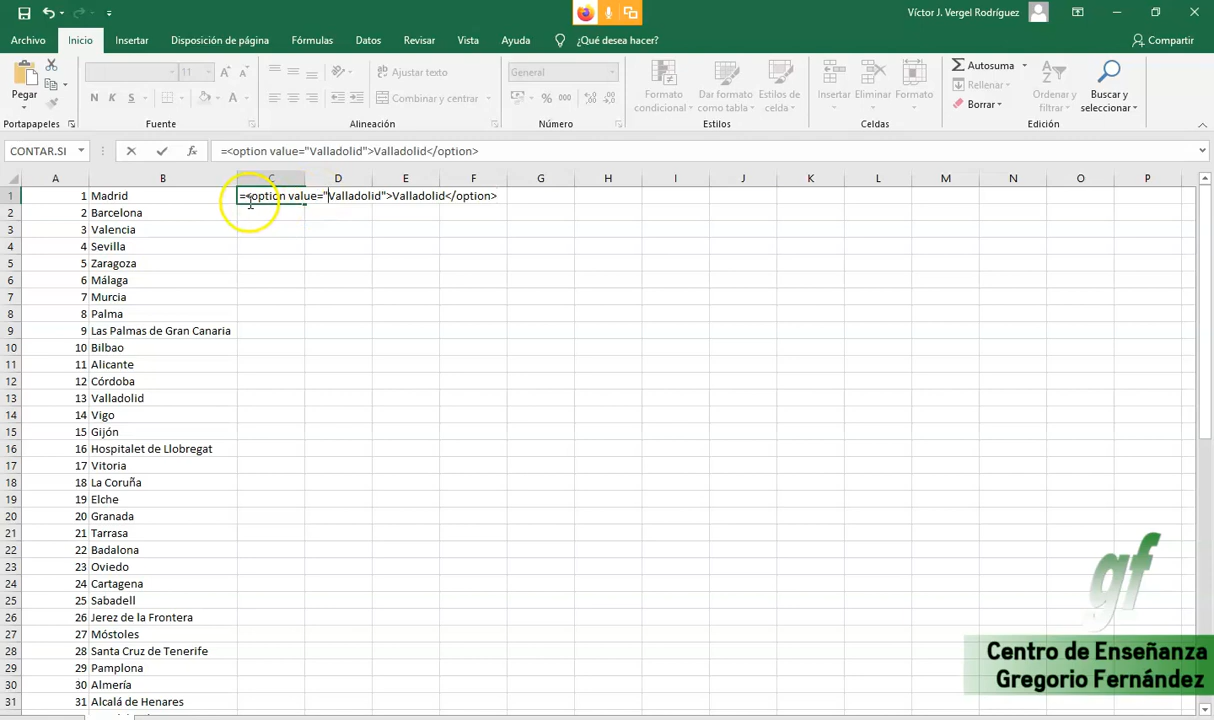 Víctor J. Vergel Rodríguez
Archivo Inicio Insertar Disposición de página Fórmulas Datos Revisar Vista Ayuda ¿Qué desea hacer? Compartir
Pegar
N N S
11
A A
Ajustar texto
Combinar y centrar
General
% 000
Formato condicional
Dar formato como tabla
Estilos de celda
Insertar Eliminar Formato
Autosuma
Rellenar
Borrar
Ordenar y filtrar
Buscar y seleccionar
Portapapeles Fuente Alineación Número Estilos Celdas Edición
CONTAR.SI fx =<option value="Valladolid">Valladolid</option>
A B C D E F G H I J K L M N O P
1 1 Madrid =<option value="Valladolid">Valladolid</option>
2 2 Barcelona
3 3 Valencia
4 4 Sevilla
5 5 Zaragoza
6 6 Málaga
7 7 Murcia
8 8 Palma
9 9 Las Palmas de Gran Canaria
10 10 Bilbao
11 11 Alicante
12 12 Córdoba
13 13 Valladolid
14 14 Vigo
15 15 Gijón
16 16 Hospitalet de Llobregat
17 17 Vitoria
18 18 La Coruña
19 19 Elche
20 20 Granada
21 21 Tarrasa
22 22 Badalona
23 23 Oviedo
24 24 Cartagena
25 25 Sabadell
26 26 Jerez de la Frontera
27 27 Móstoles
28 28 Santa Cruz de Tenerife
29 29 Pamplona
30 30 Almería
31 31 Alcalá de Henares
gf
Centro de Enseñanza
Gregorio Fernández